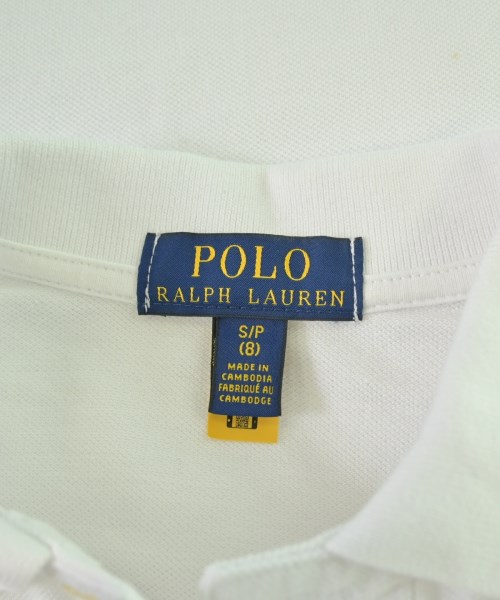 POLO
RALPH LAUREN
S/P
(8)
MADE IN
CAMBODIA
FABRIQUÉ AU
CAMBODGE